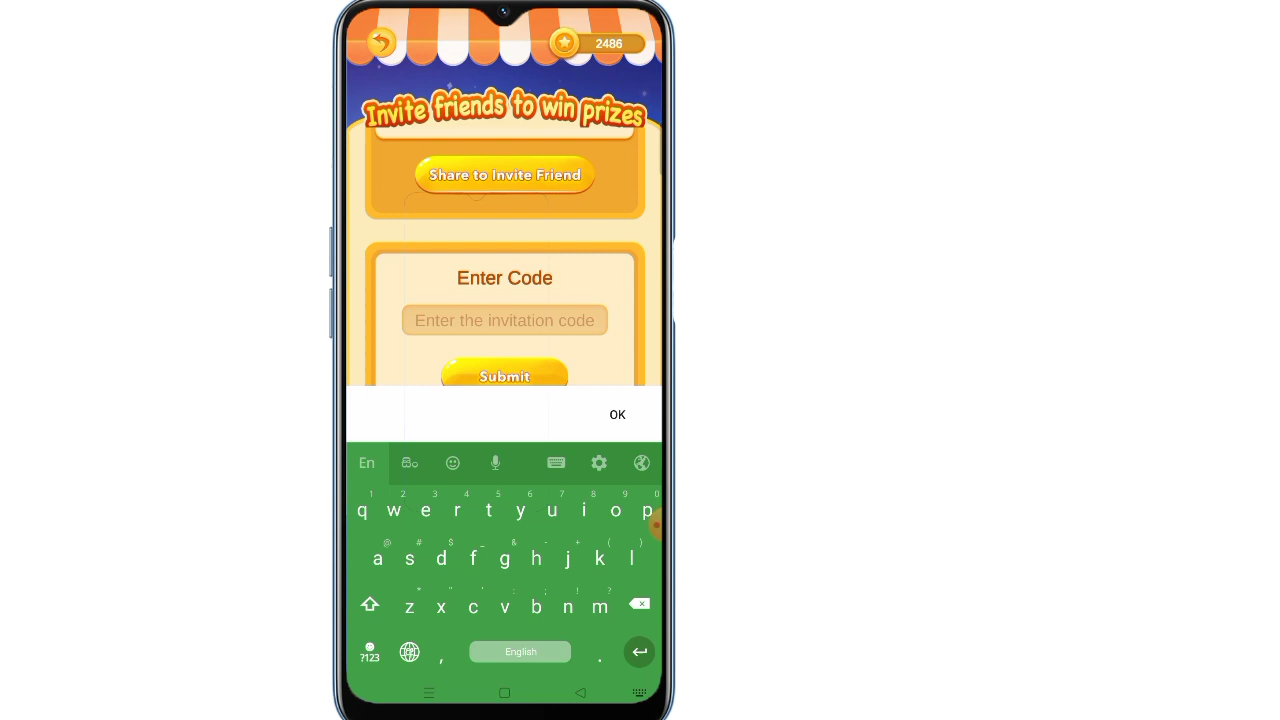 2486
Invite friends to win prizes
Share to Invite Friend
Enter Code
Enter the invitation code
Submit
OK
En
1 2 3 4 5 6 7 8 9 0
q w e r t y u i o p
@ # $ _ & - + ( )
a s d f g h j k l
* " ' : ; ! ?
z x c v b n m
?123 , English .